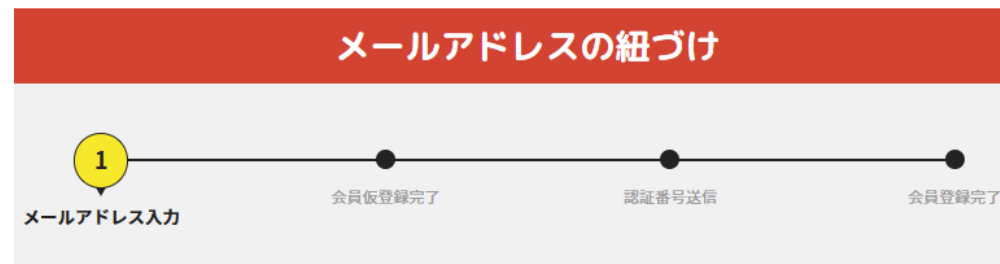 メールアドレスの紐づけ
1
メールアドレス入力
会員仮登録完了
認証番号送信
会員登録完了